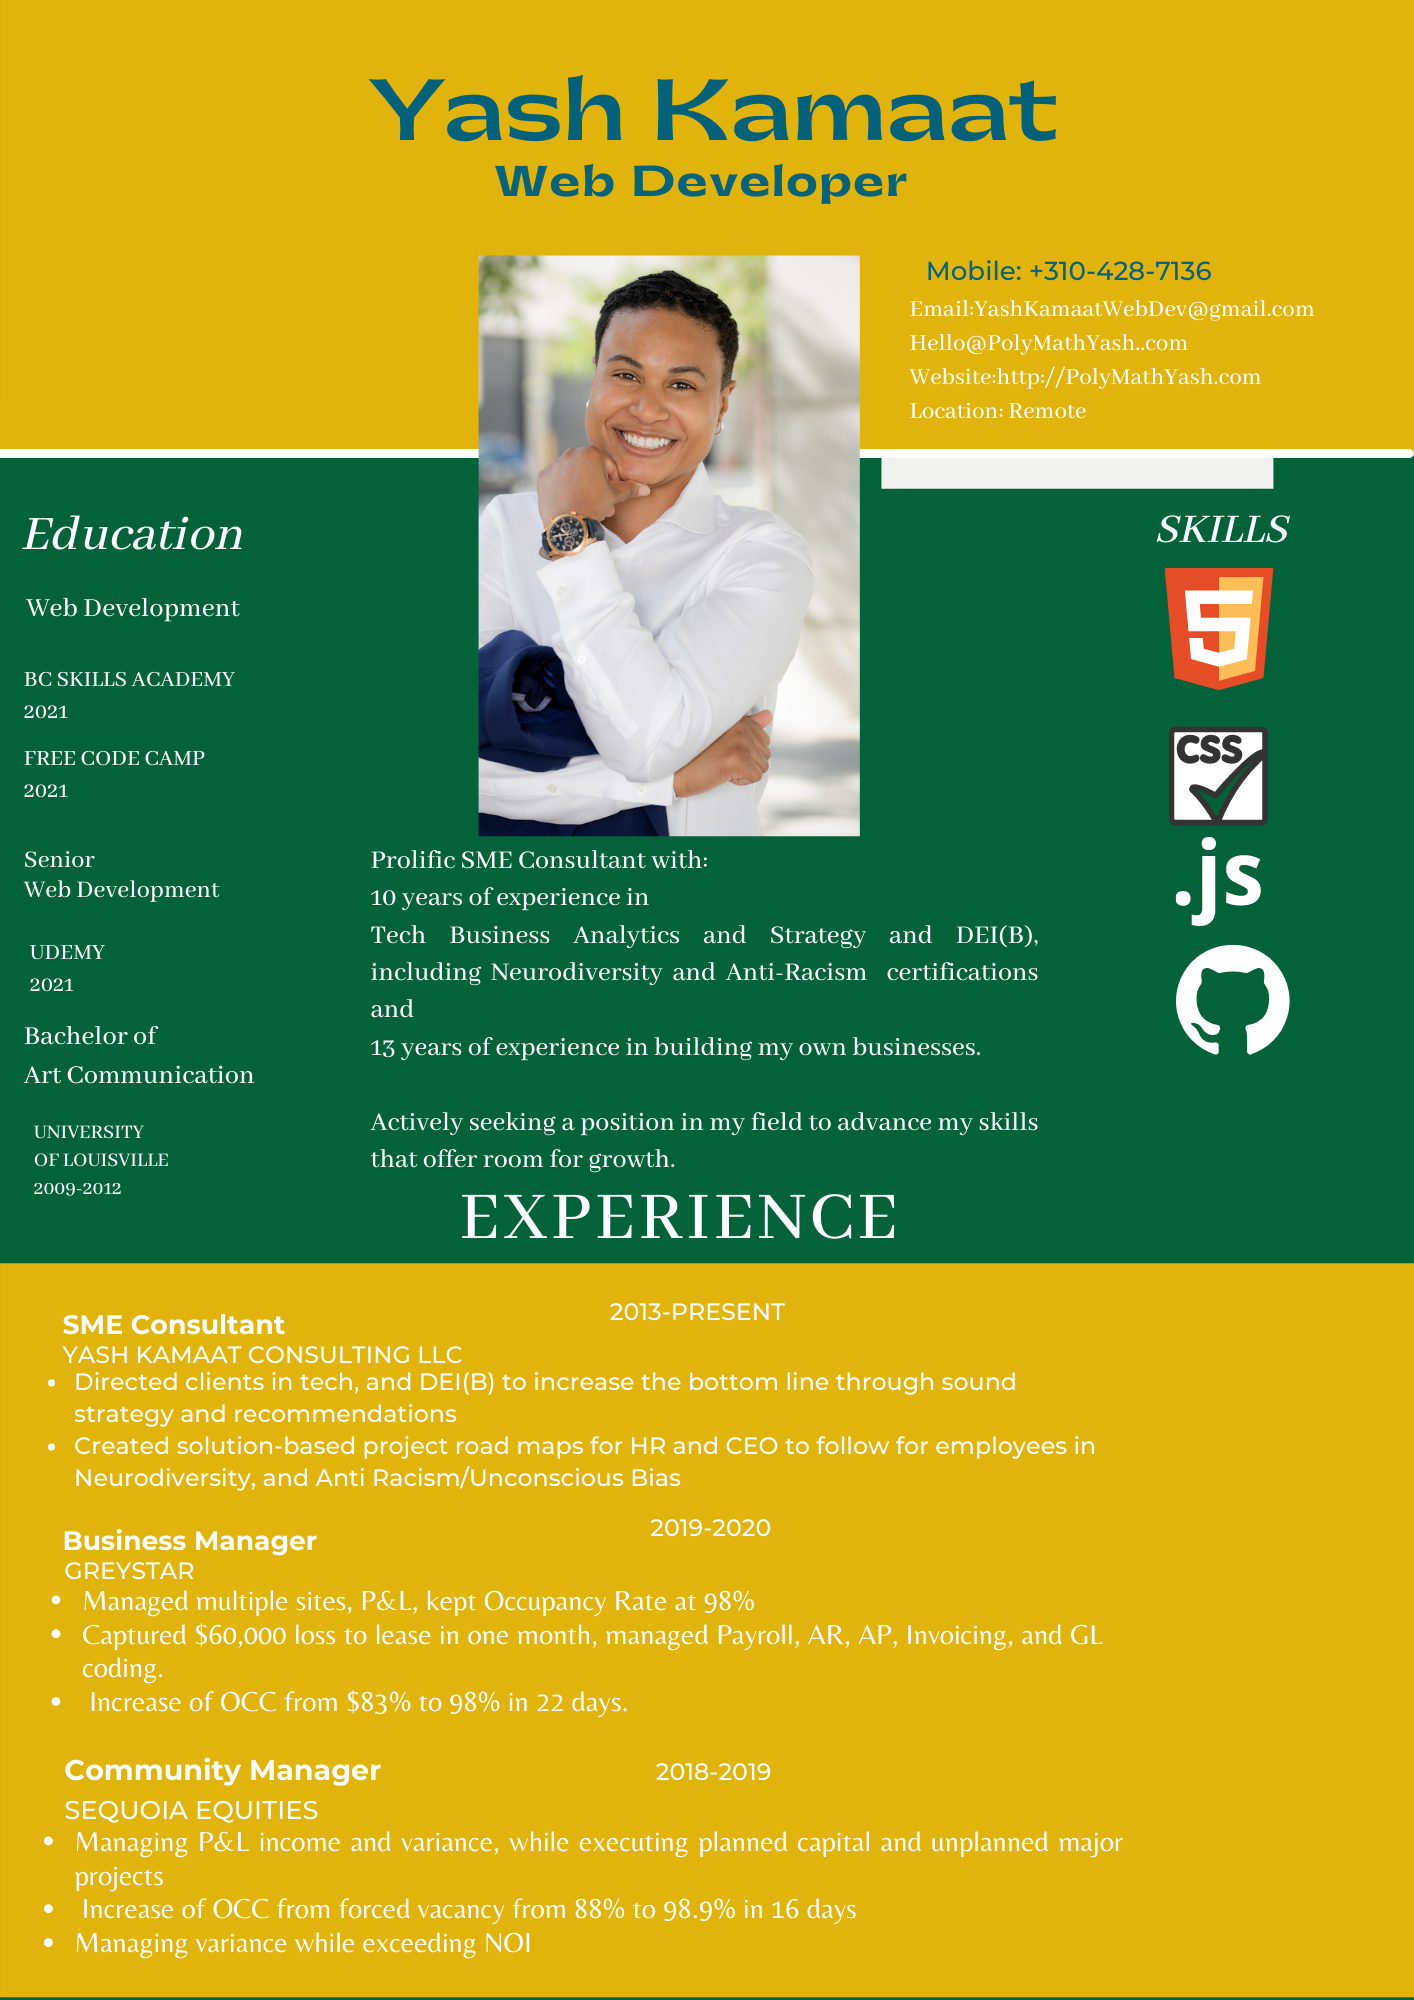 Yash Kamaat
Web Developer
Mobile: +310-428-7136
Email:YashKamaatWebDev@gmail.com
Hello@PolyMathYash..com
Website:http://PolyMathYash.com
Location: Remote
Education
Web Development
BC SKILLS ACADEMY
2021
FREE CODE CAMP
2021
Senior
Web Development
UDEMY
2021
Bachelor of
Art Communication
UNIVERSITY
OF LOUISVILLE
2009-2012
Prolific SME Consultant with:
10 years of experience in
Tech Business Analytics and Strategy and DEI(B),
including Neurodiversity and Anti-Racism certifications
and
13 years of experience in building my own businesses.
Actively seeking a position in my field to advance my skills
that offer room for growth.
SKILLS
5
CSS
.js
EXPERIENCE
SME Consultant
2013-PRESENT
YASH KAMAAT CONSULTING LLC
• Directed clients in tech, and DEI(B) to increase the bottom line through sound
strategy and recommendations
• Created solution-based project road maps for HR and CEO to follow for employees in
Neurodiversity, and Anti Racism/Unconscious Bias
Business Manager
2019-2020
GREYSTAR
• Managed multiple sites, P&L, kept Occupancy Rate at 98%
• Captured $60,000 loss to lease in one month, managed Payroll, AR, AP, Invoicing, and GL
coding.
• Increase of OCC from $83% to 98% in 22 days.
Community Manager
2018-2019
SEQUOIA EQUITIES
• Managing P&L income and variance, while executing planned capital and unplanned major
projects
• Increase of OCC from forced vacancy from 88% to 98.9% in 16 days
• Managing variance while exceeding NOI